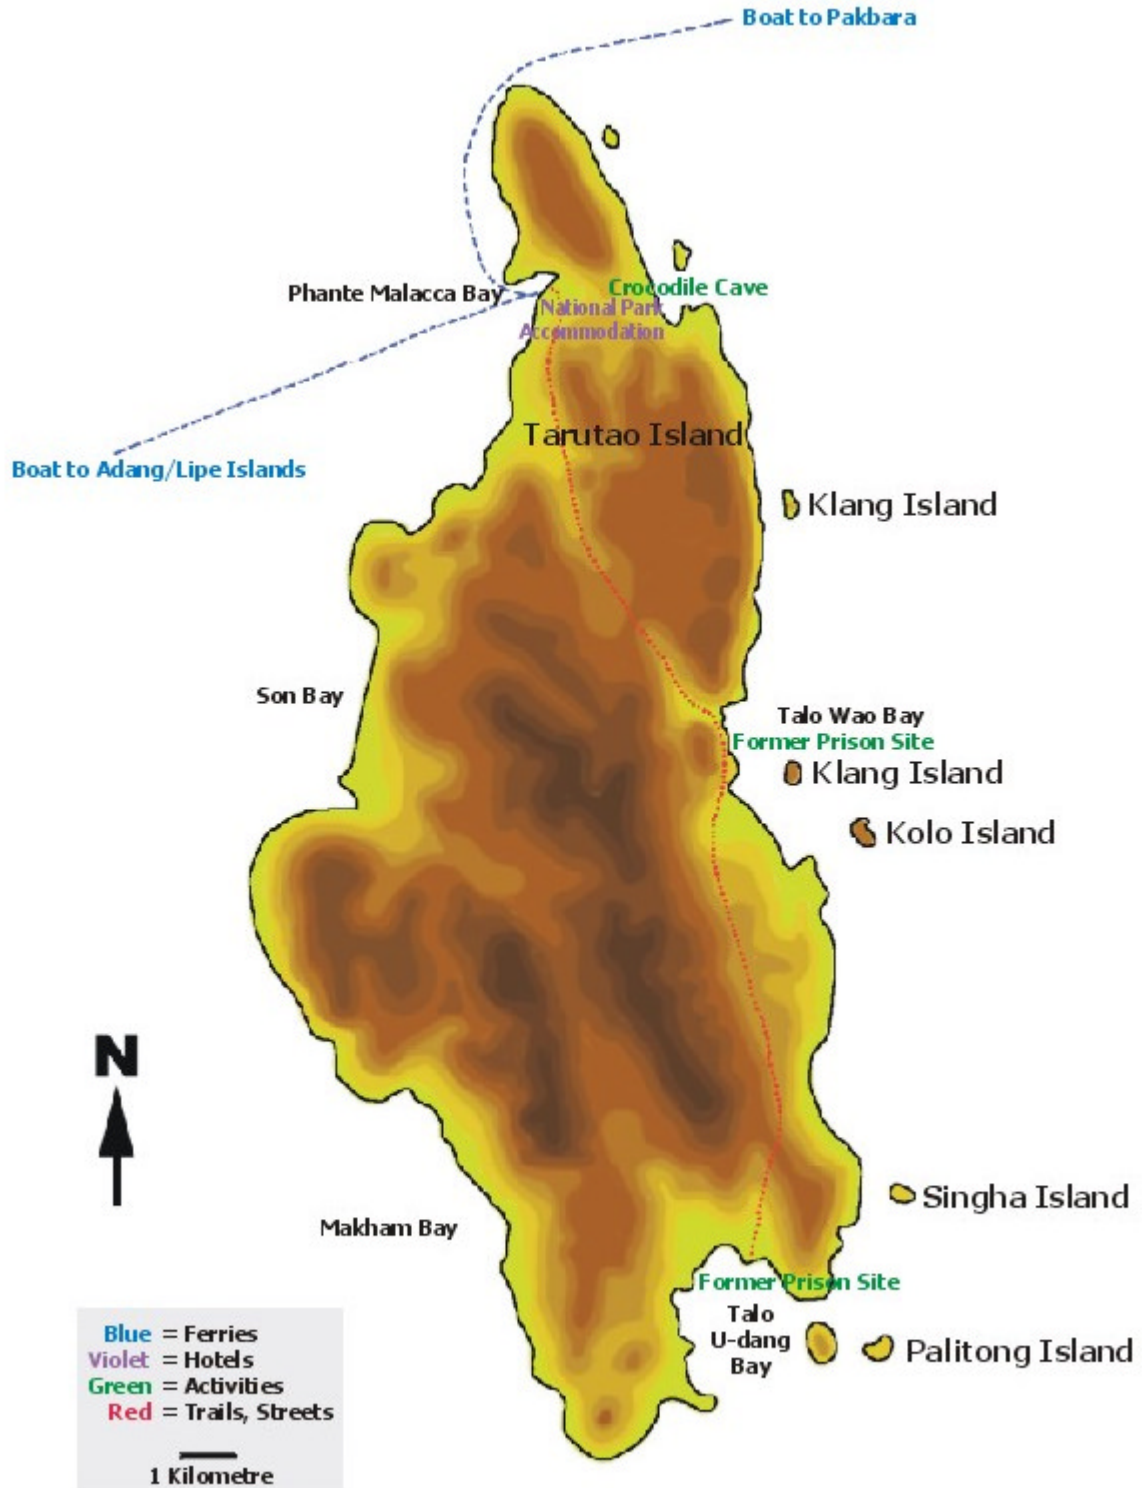 Boat to Pakbara
Phante Malacca Bay
Crocodile Cave
National Park
Accommodation
Tarutao Island
Boat to Adang/Lipe Islands
Klang Island
Son Bay
Talo Wao Bay
Former Prison Site
Klang Island
Kolo Island
N
Singha Island
Makham Bay
Former Prison Site
Talo
U-dang
Bay
Palitong Island
Blue = Ferries
Violet = Hotels
Green = Activities
Red = Trails, Streets
1 Kilometre